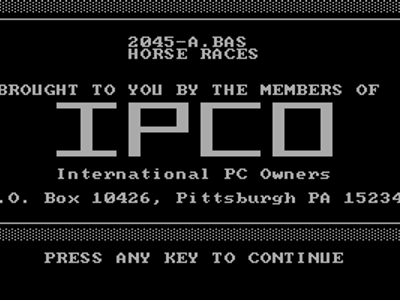 2045-A.BAS
HORSE RACES
BROUGHT TO YOU BY THE MEMBERS OF
IPCO
International PC Owners
.O. Box 10426, Pittsburgh PA 15234
PRESS ANY KEY TO CONTINUE